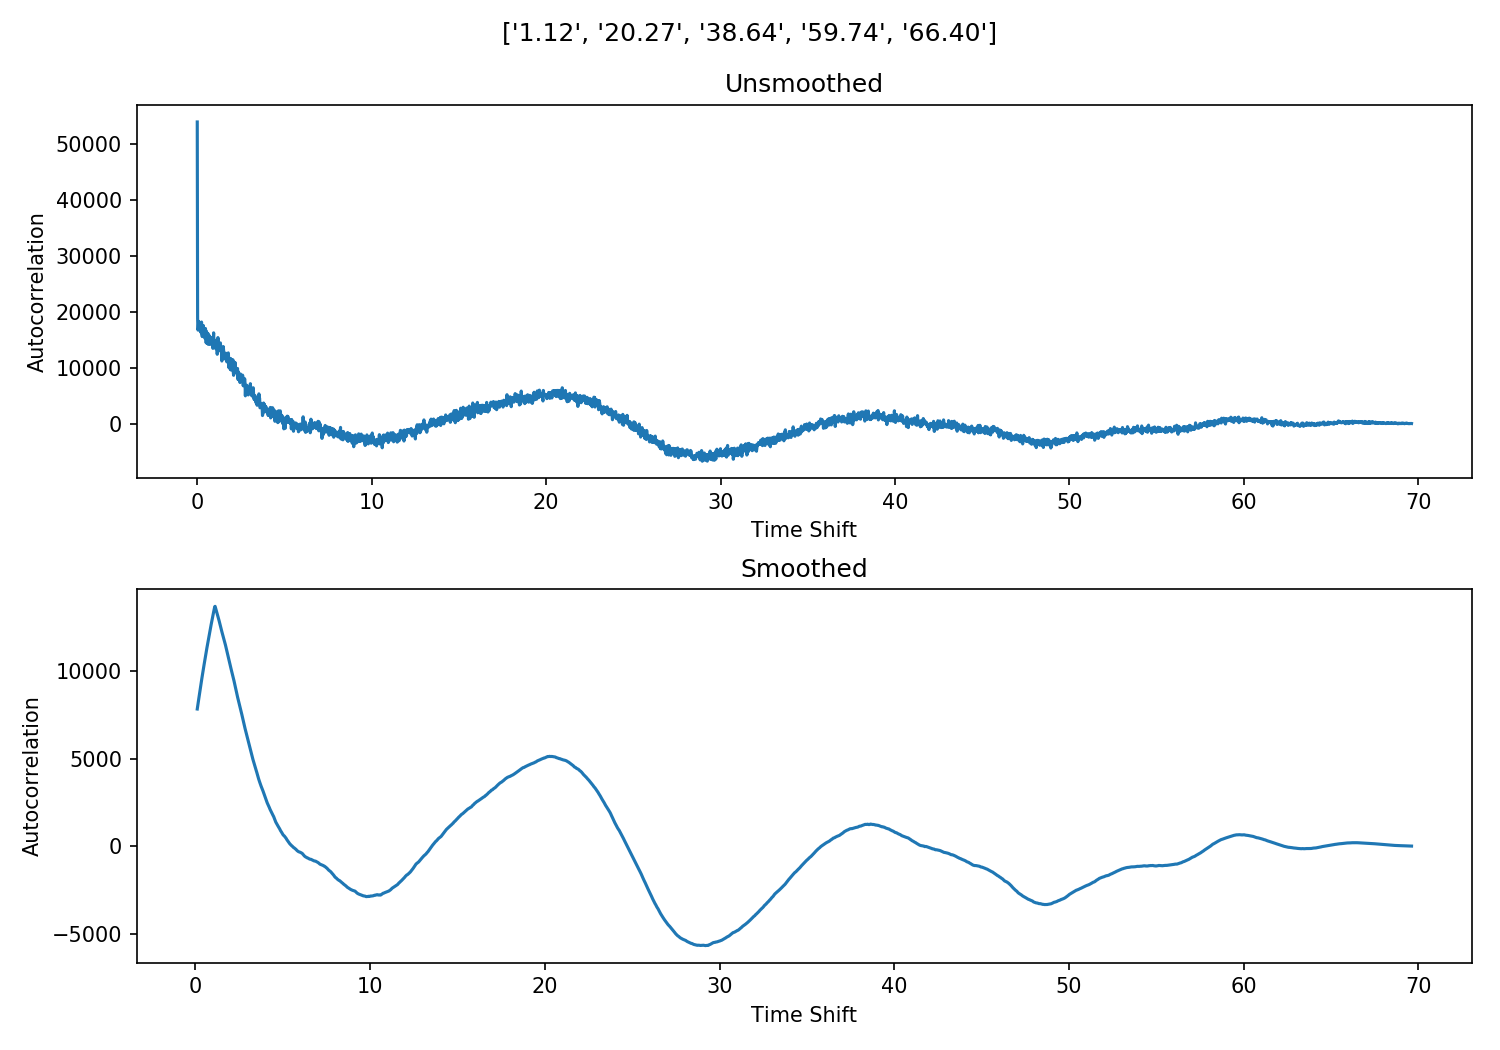 ['1.12', '20.27', '38.64', '59.74', '66.40']
Unsmoothed
Autocorrelation
50000
40000
30000
20000
10000
0
0 10 20 30 40 50 60 70
Time Shift
Smoothed
Autocorrelation
10000
5000
0
−5000
0 10 20 30 40 50 60 70
Time Shift